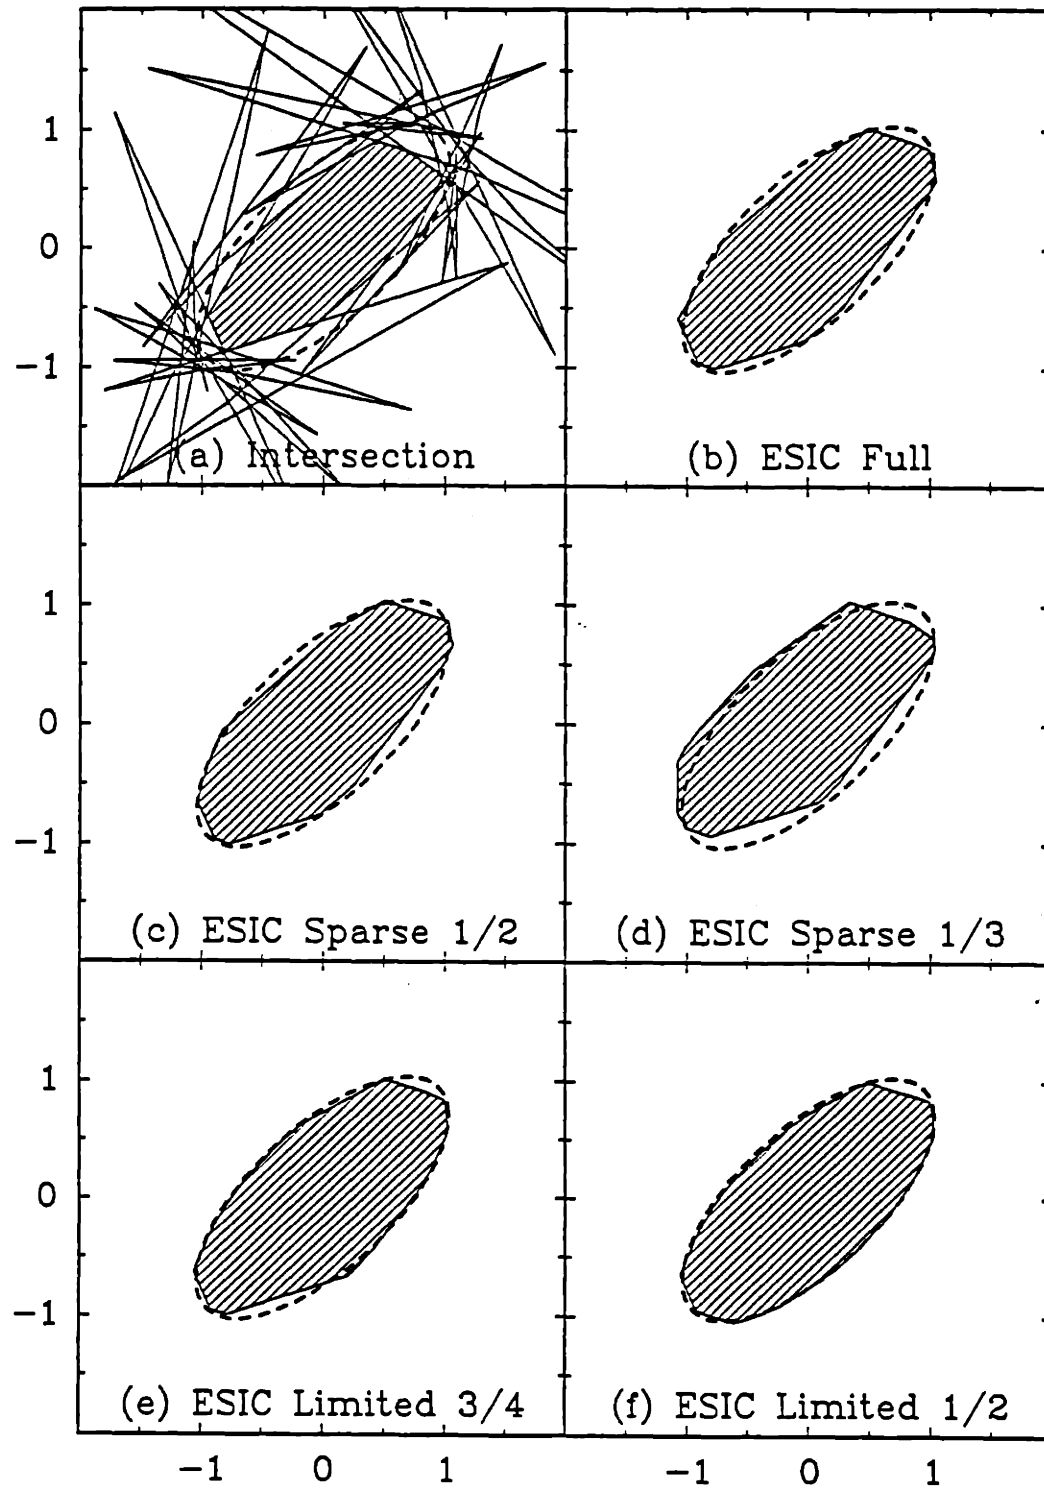 1
0
−1
(a) Intersection
(b) ESIC Full
1
0
−1
(c) ESIC Sparse 1/2
(d) ESIC Sparse 1/3
1
0
−1
(e) ESIC Limited 3/4
(f) ESIC Limited 1/2
−1 0 1 −1 0 1